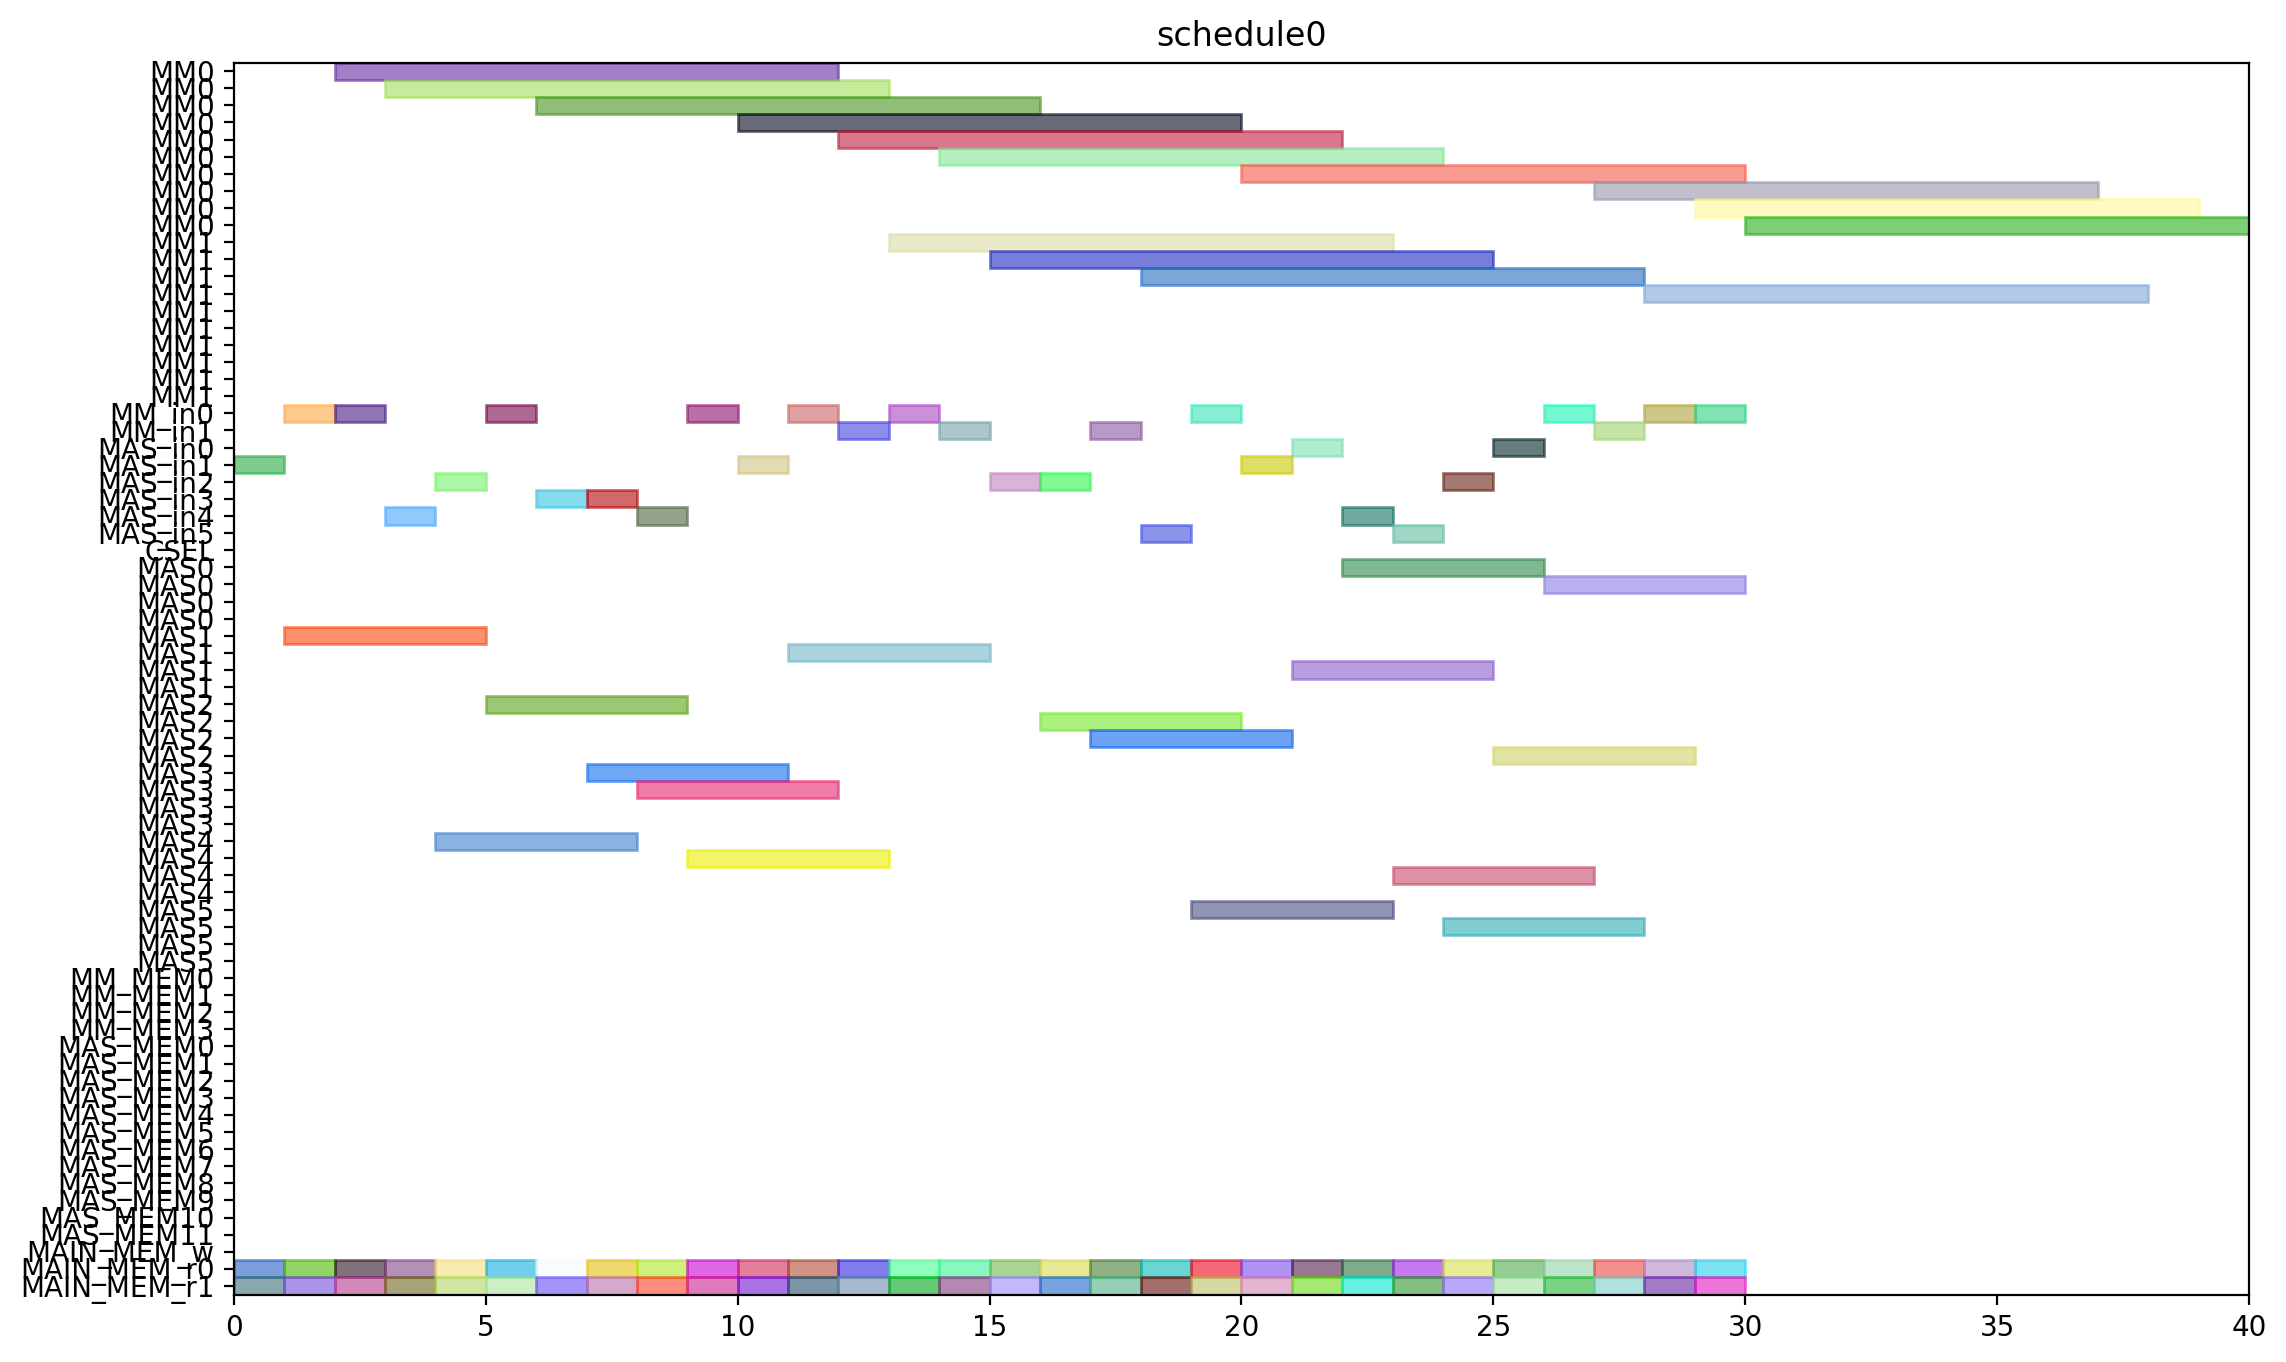 schedule0
MM0
MM0
MM0
MM0
MM0
MM0
MM0
MM0
MM0
MM0
MM1
MM1
MM1
MM1
MM1
MM1
MM1
MM1
MM1
MM1
MM_in0
MM_in1
MAS_in0
MAS_in1
MAS_in2
MAS_in3
MAS_in4
MAS_in5
CSEL
MAS0
MAS0
MAS0
MAS0
MAS1
MAS1
MAS1
MAS1
MAS2
MAS2
MAS2
MAS2
MAS3
MAS3
MAS3
MAS3
MAS4
MAS4
MAS4
MAS4
MAS5
MAS5
MAS5
MAS5
MM_MEM0
MM_MEM1
MM_MEM2
MM_MEM3
MAS_MEM0
MAS_MEM1
MAS_MEM2
MAS_MEM3
MAS_MEM4
MAS_MEM5
MAS_MEM6
MAS_MEM7
MAS_MEM8
MAS_MEM9
MAS_MEM10
MAS_MEM11
MAIN_MEM_w
MAIN_MEM_r0
MAIN_MEM_r1
0 5 10 15 20 25 30 35 40